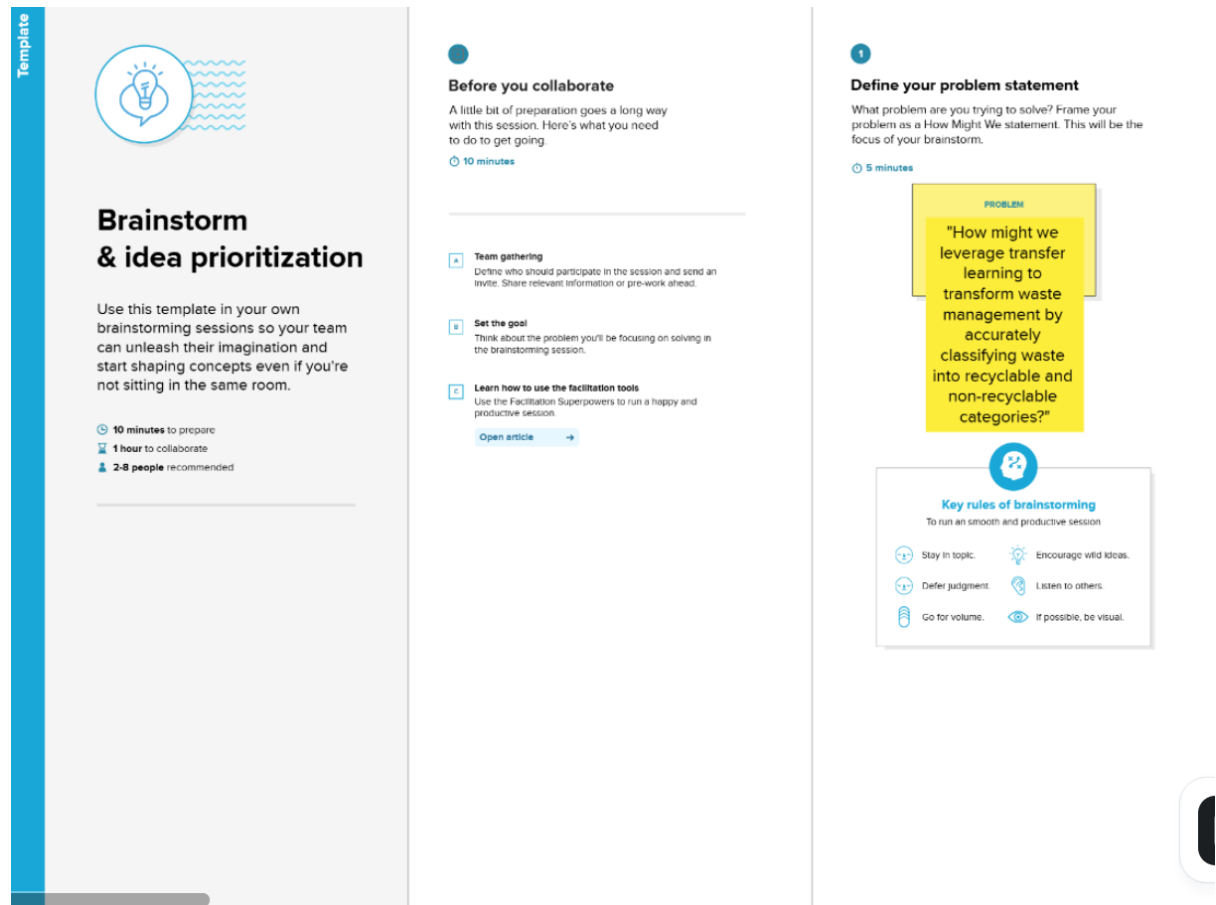 Template
Brainstorm
& idea prioritization
Use this template in your own
brainstorming sessions so your team
can unleash their imagination and
start shaping concepts even if you're
not sitting in the same room.
10 minutes to prepare
1 hour to collaborate
2-8 people recommended
Before you collaborate
A little bit of preparation goes a long way
with this session. Here's what you need
to do to get going.
10 minutes
A
Team gathering
Define who should participate in the session and send an
invite. Share relevant information or pre-work ahead.
B
Set the goal
Think about the problem you'll be focusing on solving in
the brainstorming session.
C
Learn how to use the facilitation tools
Use the Facilitation Superpowers to run a happy and
productive session.
Open article
1
Define your problem statement
What problem are you trying to solve? Frame your
problem as a How Might We statement. This will be the
focus of your brainstorm.
5 minutes
PROBLEM
"How might we
leverage transfer
learning to
transform waste
management by
accurately
classifying waste
into recyclable and
non-recyclable
categories?"
Key rules of brainstorming
To run an smooth and productive session
Stay in topic.
Encourage wild ideas.
Defer judgment.
Listen to others.
Go for volume.
If possible, be visual.